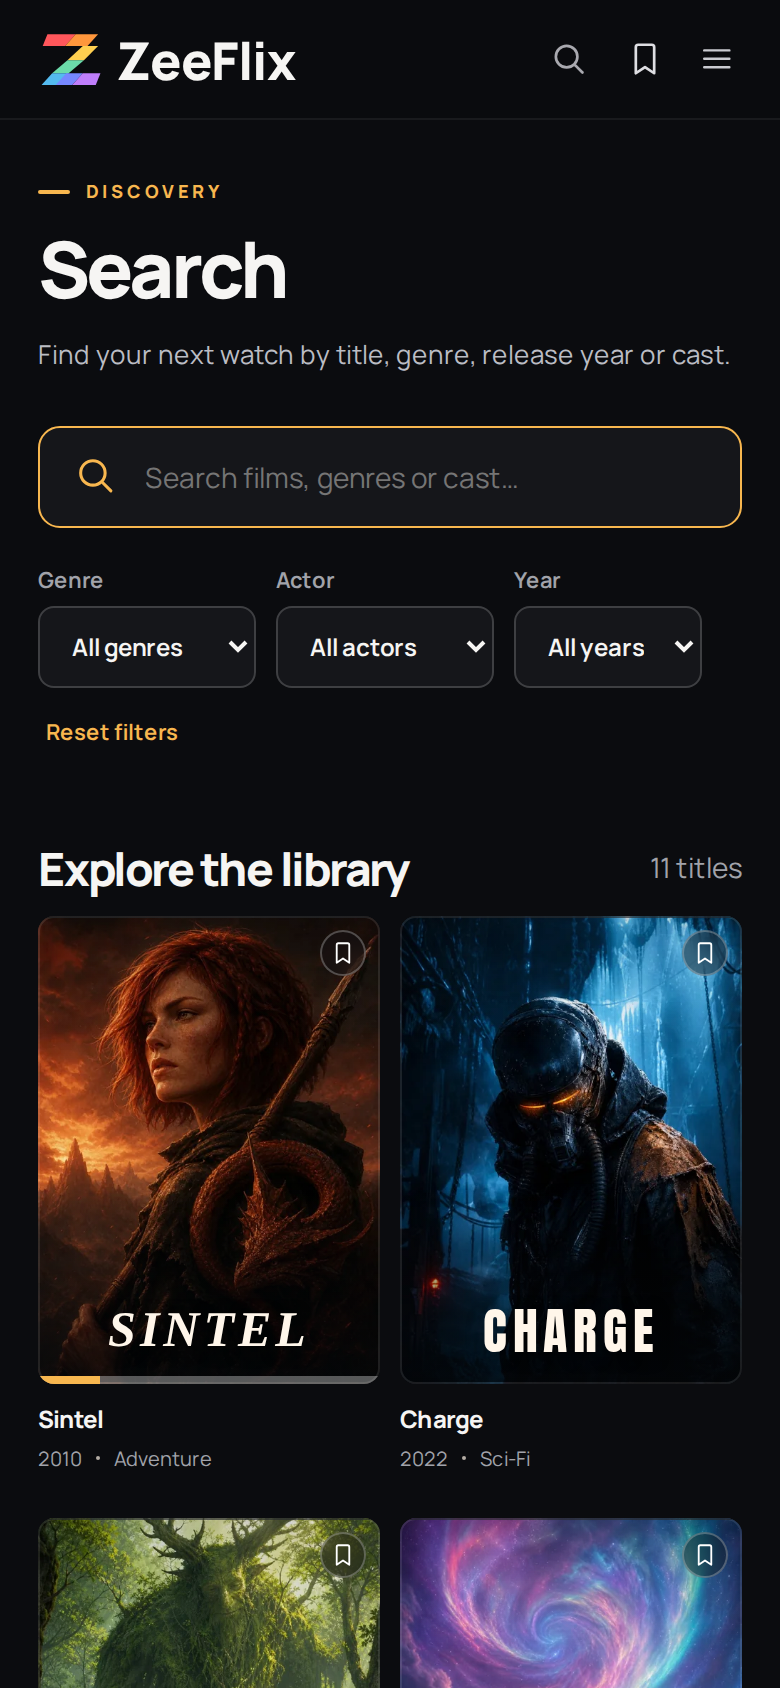 ZeeFlix
DISCOVERY
Search
Find your next watch by title, genre, release year or cast.
Search films, genres or cast...
Genre Actor Year
All genres All actors All years
Reset filters
Explore the library 11 titles
SINTEL CHARGE
Sintel Charge
2010 • Adventure 2022 • Sci-Fi